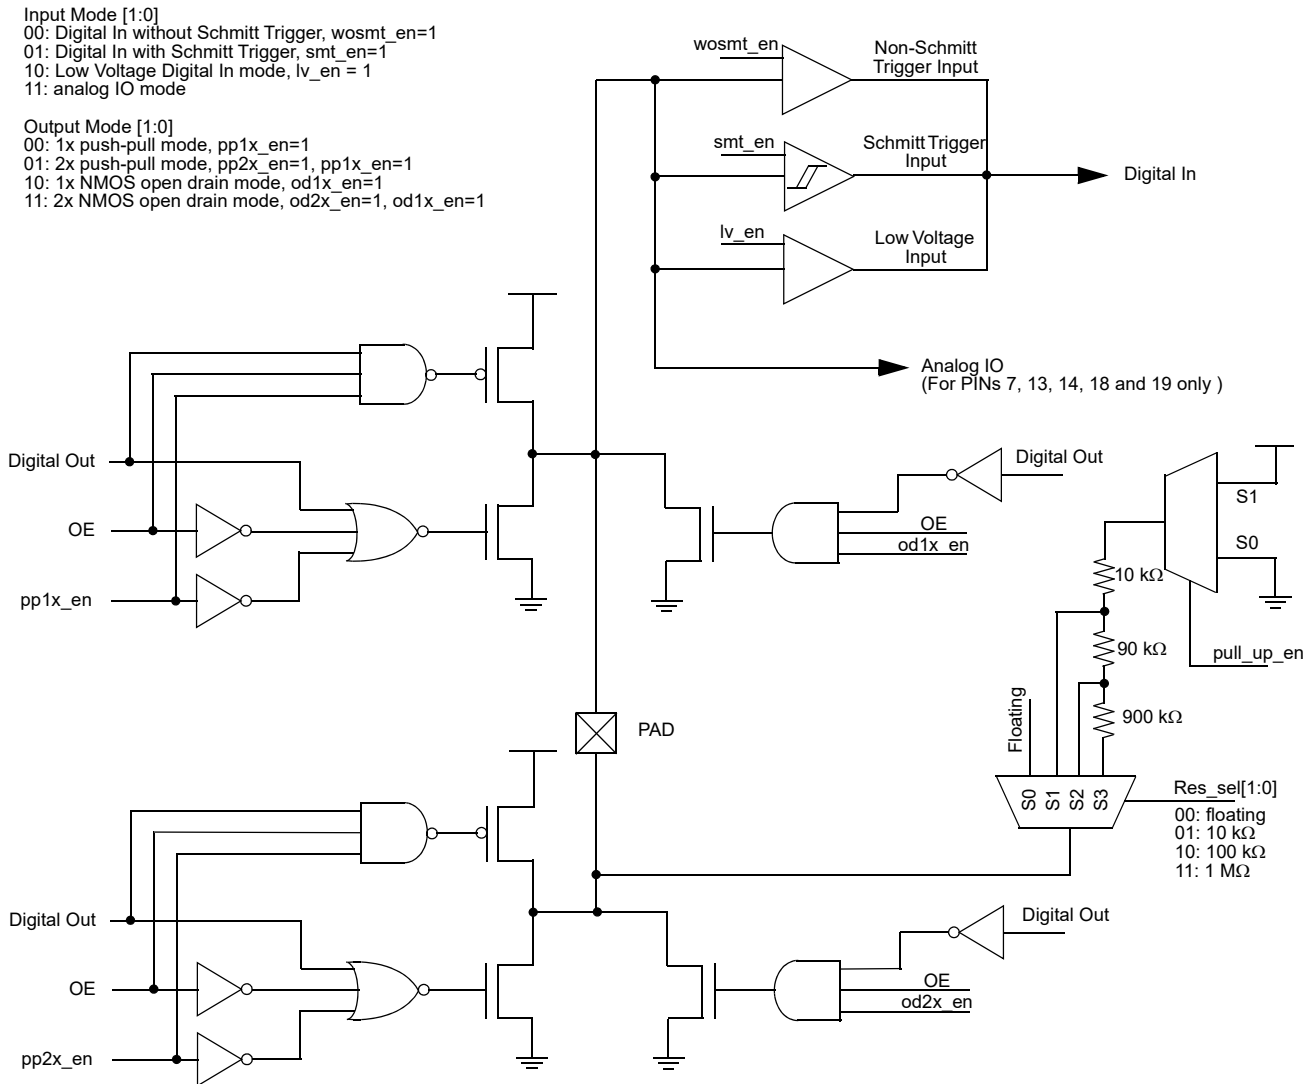 Input Mode [1:0]
00: Digital In without Schmitt Trigger, wosmt_en=1
01: Digital In with Schmitt Trigger, smt_en=1
10: Low Voltage Digital In mode, lv_en = 1
11: analog IO mode
Output Mode [1:0]
00: 1x push-pull mode, pp1x_en=1
01: 2x push-pull mode, pp2x_en=1, pp1x_en=1
10: 1x NMOS open drain mode, od1x_en=1
11: 2x NMOS open drain mode, od2x_en=1, od1x_en=1
wosmt_en
Non-Schmitt
Trigger Input
smt_en
Schmitt Trigger
Input
Digital In
lv_en
Low Voltage
Input
Analog IO
(For PINs 7, 13, 14, 18 and 19 only )
Digital Out
OE
pp1x_en
Digital Out
OE
od1x_en
S1
S0
10 kΩ
90 kΩ
900 kΩ
pull_up_en
Floating
S0
S1
S2
S3
Res_sel[1:0]
00: floating
01: 10 kΩ
10: 100 kΩ
11: 1 MΩ
PAD
Digital Out
OE
pp2x_en
Digital Out
OE
od2x_en